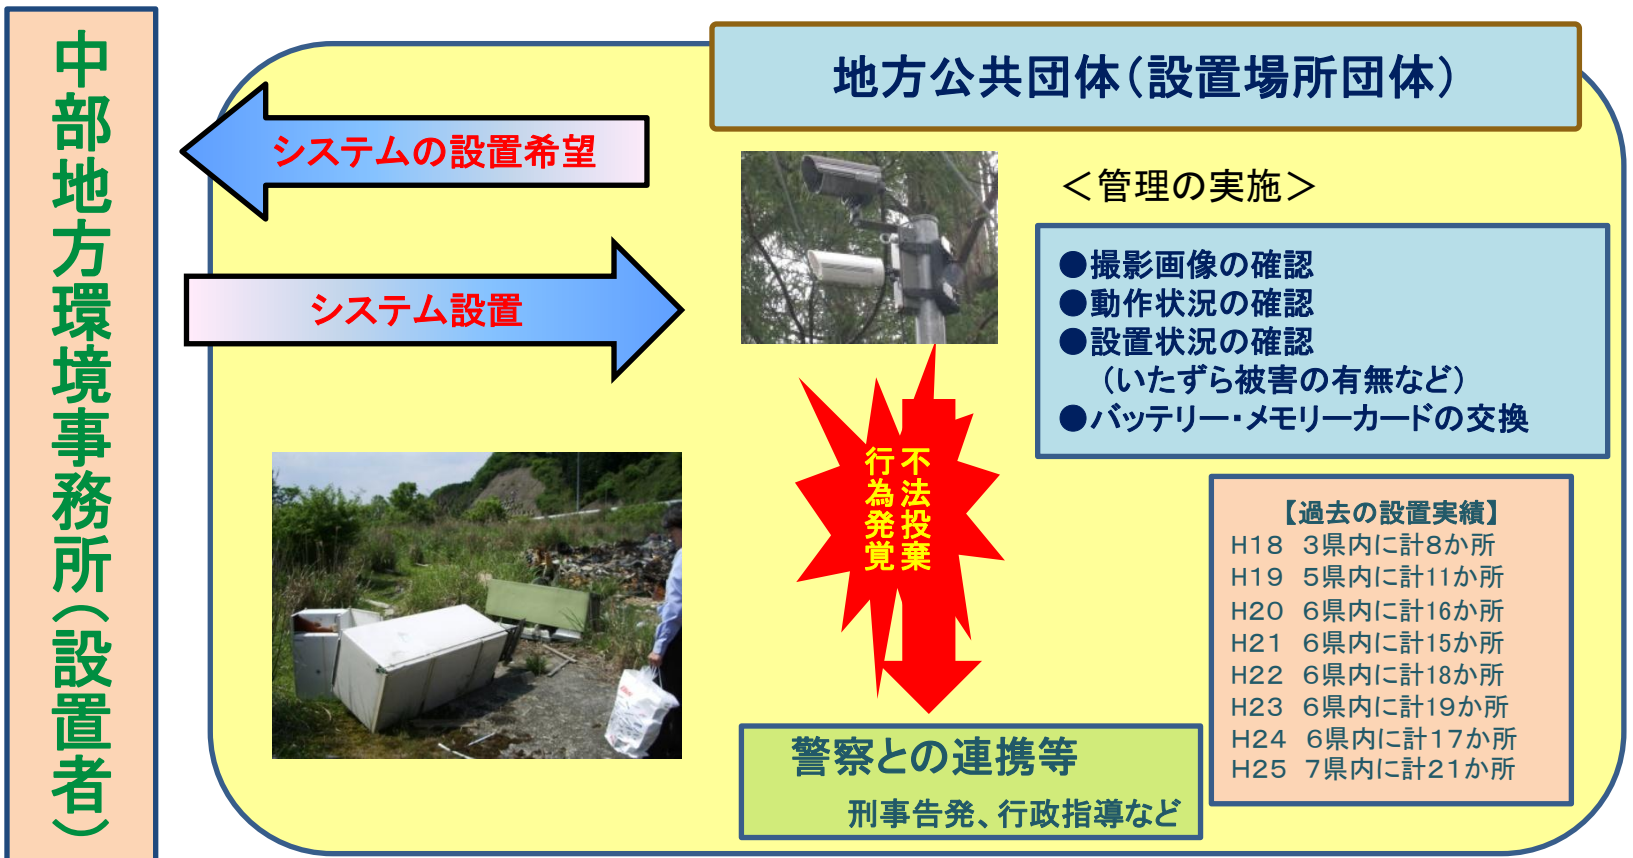 中部地方環境事務所（設置者）
地方公共団体（設置場所団体）
システムの設置希望
システム設置
＜管理の実施＞
●撮影画像の確認
●動作状況の確認
●設置状況の確認
（いたずら被害の有無など）
●バッテリー・メモリーカードの交換
不法投棄
行為発覚
【過去の設置実績】
H18 3県内に計8か所
H19 5県内に計11か所
H20 6県内に計16か所
H21 6県内に計15か所
H22 6県内に計18か所
H23 6県内に計19か所
H24 6県内に計17か所
H25 7県内に計21か所
警察との連携等
刑事告発、行政指導など